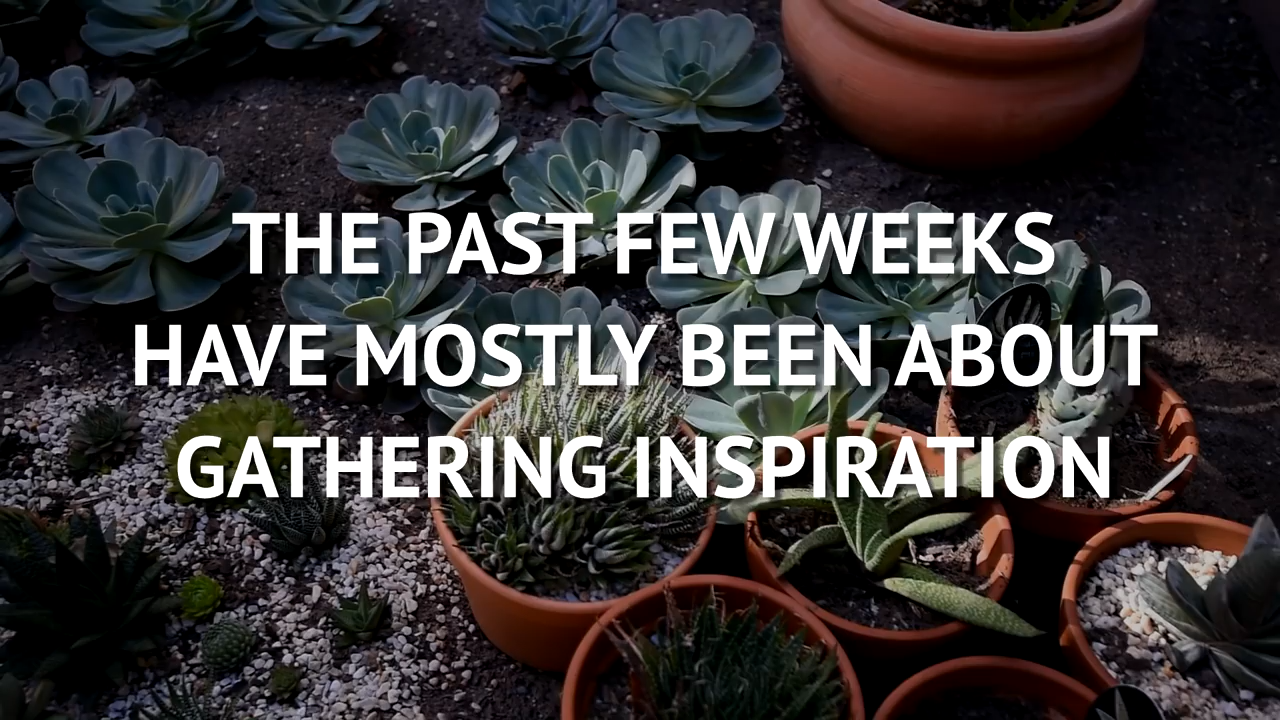 THE PAST FEW WEEKS
HAVE MOSTLY BEEN ABOUT
GATHERING INSPIRATION